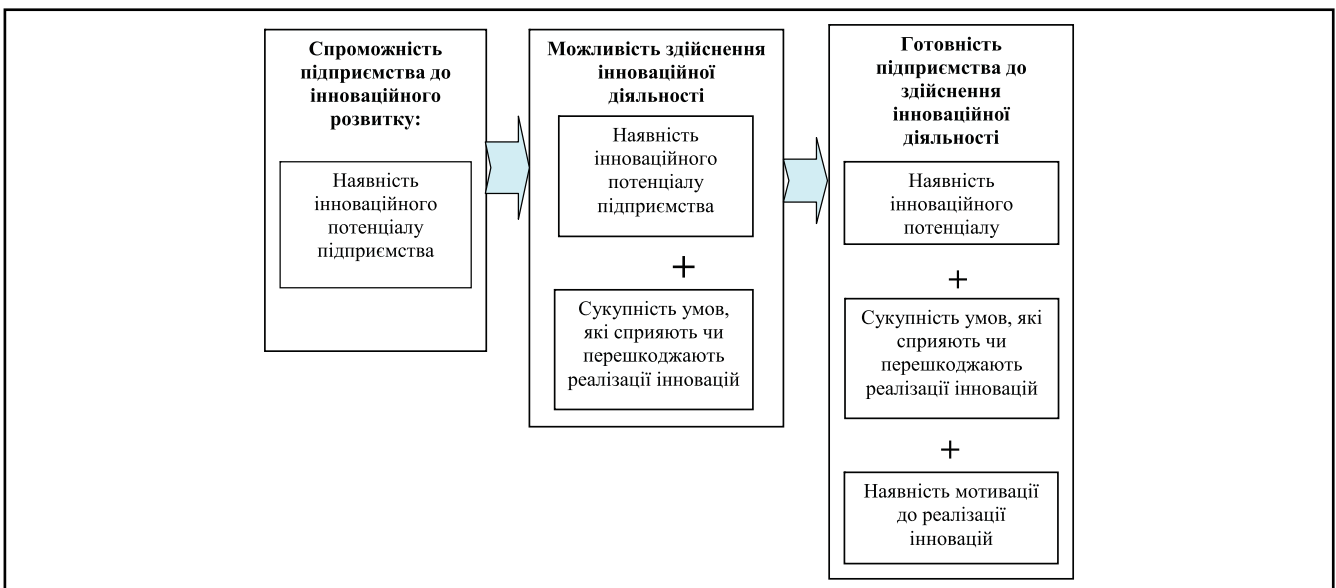 Спроможність
підприємства до
інноваційного
розвитку:
Наявність
інноваційного
потенціалу
підприємства
Можливість здійснення
інноваційної
діяльності
Наявність
інноваційного
потенціалу
підприємства
+
Сукупність умов,
які сприяють чи
перешкоджають
реалізації інновацій
Готовність
підприємства до
здійснення
інноваційної
діяльності
Наявність
інноваційного
потенціалу
+
Сукупність умов, які
сприяють чи
перешкоджають
реалізації інновацій
+
Наявність мотивації
до реалізації
інновацій